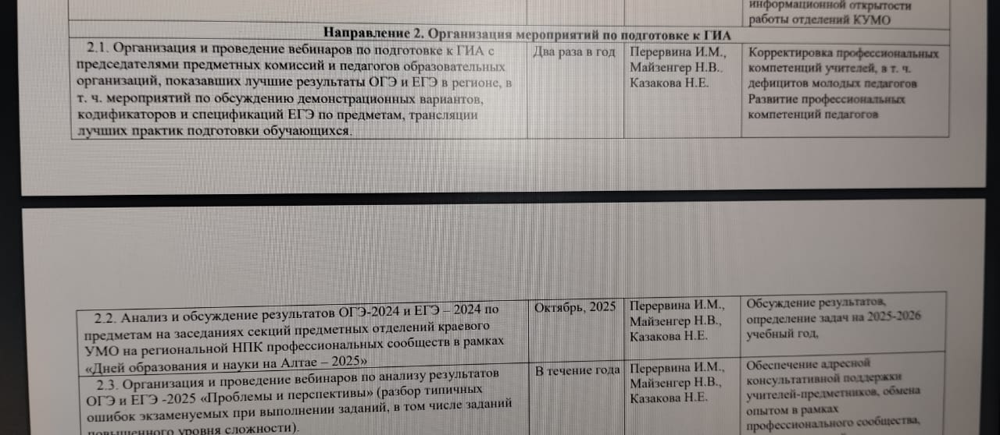 информационной открытости
работы отделений КУМО
Направление 2. Организация мероприятий по подготовке к ГИА
2.1. Организация и проведение вебинаров по подготовке к ГИА с
председателями предметных комиссий и педагогов образовательных
организаций, показавших лучшие результаты ОГЭ и ЕГЭ в регионе, в
т. ч. мероприятий по обсуждению демонстрационных вариантов,
кодификаторов и спецификаций ЕГЭ по предметам, трансляции
лучших практик подготовки обучающихся.
Два раза в год
Перервина И.М.,
Майзенгер Н.В.,
Казакова Н.Е.
Корректировка профессиональных
компетенций учителей, в т. ч.
дефицитов молодых педагогов
Развитие профессиональных
компетенций педагогов
2.2. Анализ и обсуждение результатов ОГЭ-2024 и ЕГЭ – 2024 по
предметам на заседаниях секций предметных отделений краевого
УМО на региональной НПК профессиональных сообществ в рамках
«Дней образования и науки на Алтае – 2025»
Октябрь, 2025
Перервина И.М.,
Майзенгер Н.В.,
Казакова Н.Е.
Обсуждение результатов,
определение задач на 2025-2026
учебный год,
2.3. Организация и проведение вебинаров по анализу результатов
ОГЭ и ЕГЭ -2025 «Проблемы и перспективы» (разбор типичных
ошибок экзаменуемых при выполнении заданий, в том числе заданий
повышенного уровня сложности).
В течение года
Перервина И.М.,
Майзенгер Н.В.,
Казакова Н.Е.
Обеспечение адресной
консультативной поддержки
учителей-предметников, обмена
опытом в рамках
профессионального сообщества,